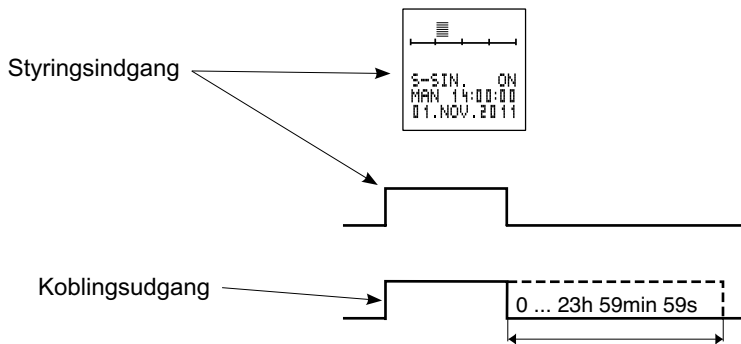 Styringsindgang
S-SIN. ON
MAN 14:00:00
01.NOV.2011
Koblingsudgang
0 ... 23h 59min 59s